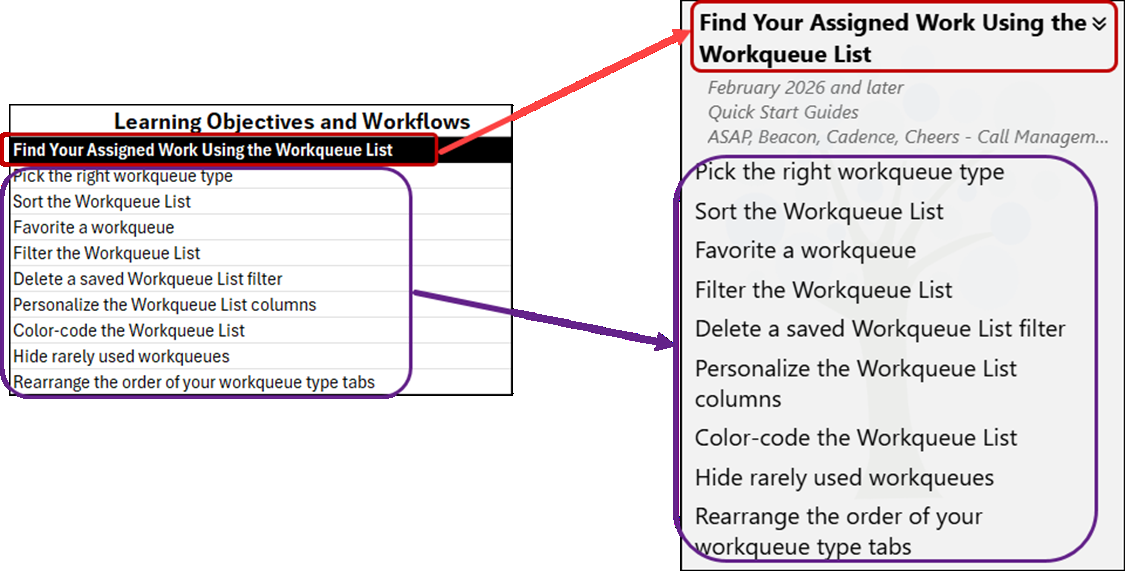 Learning Objectives and Workflows
Find Your Assigned Work Using the Workqueue List
Pick the right workqueue type
Sort the Workqueue List
Favorite a workqueue
Filter the Workqueue List
Delete a saved Workqueue List filter
Personalize the Workqueue List columns
Color-code the Workqueue List
Hide rarely used workqueues
Rearrange the order of your workqueue type tabs
Find Your Assigned Work Using the
Workqueue List
February 2026 and later
Quick Start Guides
ASAP, Beacon, Cadence, Cheers - Call Managem...
Pick the right workqueue type
Sort the Workqueue List
Favorite a workqueue
Filter the Workqueue List
Delete a saved Workqueue List filter
Personalize the Workqueue List
columns
Color-code the Workqueue List
Hide rarely used workqueues
Rearrange the order of your
workqueue type tabs